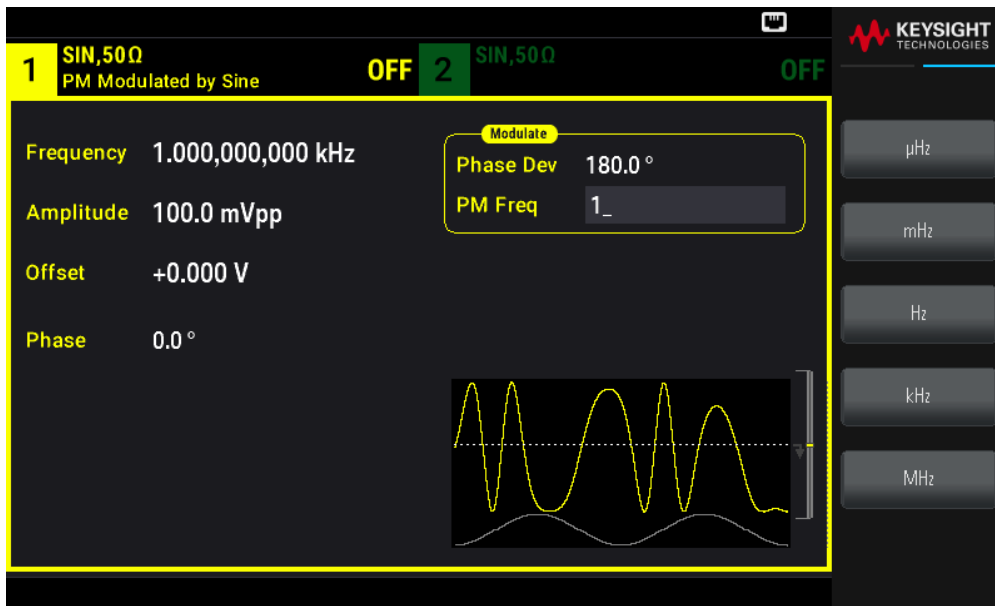 KEYSIGHT
TECHNOLOGIES
1 SIN,50Ω
PM Modulated by Sine OFF
2 SIN,50Ω OFF
Frequency 1.000,000,000 kHz
Amplitude 100.0 mVpp
Offset +0.000 V
Phase 0.0 °
Modulate
Phase Dev 180.0 °
PM Freq 1_
µHz
mHz
Hz
kHz
MHz